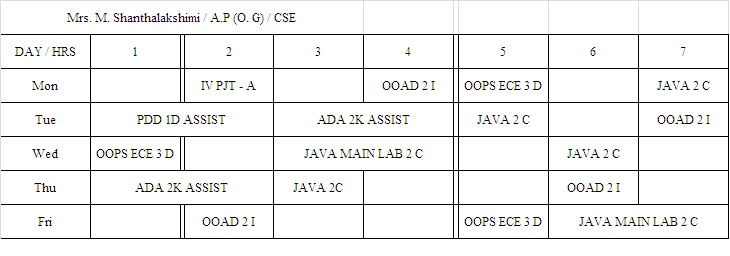 Mrs. M. Shanthalakshimi / A.P (O. G) / CSE
DAY / HRS 1 2 3 4 5 6 7
Mon IV PJT - A OOAD 2 I OOPS ECE 3 D JAVA 2 C
Tue PDD 1D ASSIST ADA 2K ASSIST JAVA 2 C OOAD 2 I
Wed OOPS ECE 3 D JAVA MAIN LAB 2 C JAVA 2 C
Thu ADA 2K ASSIST JAVA 2C OOAD 2 I
Fri OOAD 2 I OOPS ECE 3 D JAVA MAIN LAB 2 C